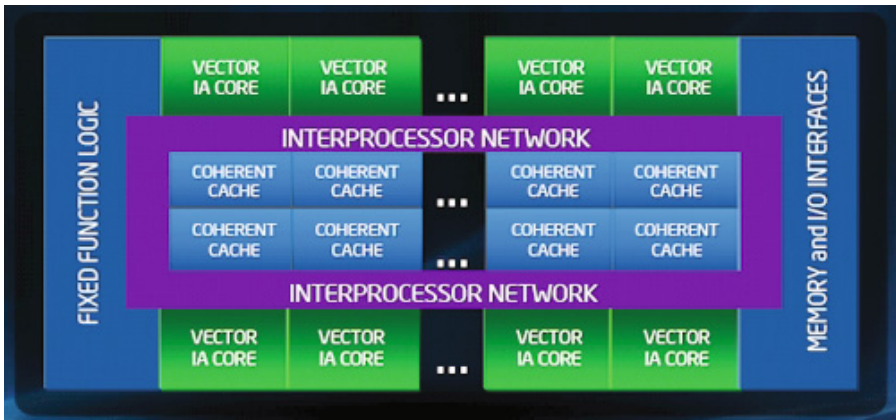 FIXED FUNCTION LOGIC
VECTOR
IA CORE
VECTOR
IA CORE
...
VECTOR
IA CORE
VECTOR
IA CORE
INTERPROCESSOR NETWORK
COHERENT
CACHE
COHERENT
CACHE
...
COHERENT
CACHE
COHERENT
CACHE
COHERENT
CACHE
COHERENT
CACHE
...
COHERENT
CACHE
COHERENT
CACHE
INTERPROCESSOR NETWORK
VECTOR
IA CORE
VECTOR
IA CORE
...
VECTOR
IA CORE
VECTOR
IA CORE
MEMORY and I/O INTERFACES